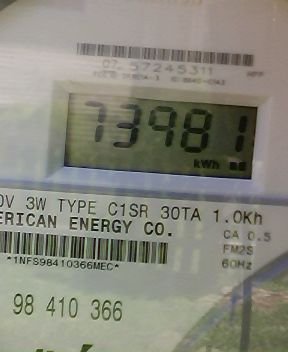 07 57245311
73981
kWh
0V 3W TYPE C1SR 30TA 1.0Kh
ERICAN ENERGY CO.
CA 0.5
FM2S
60Hz
*1NFS98410366MEC*
98 410 366